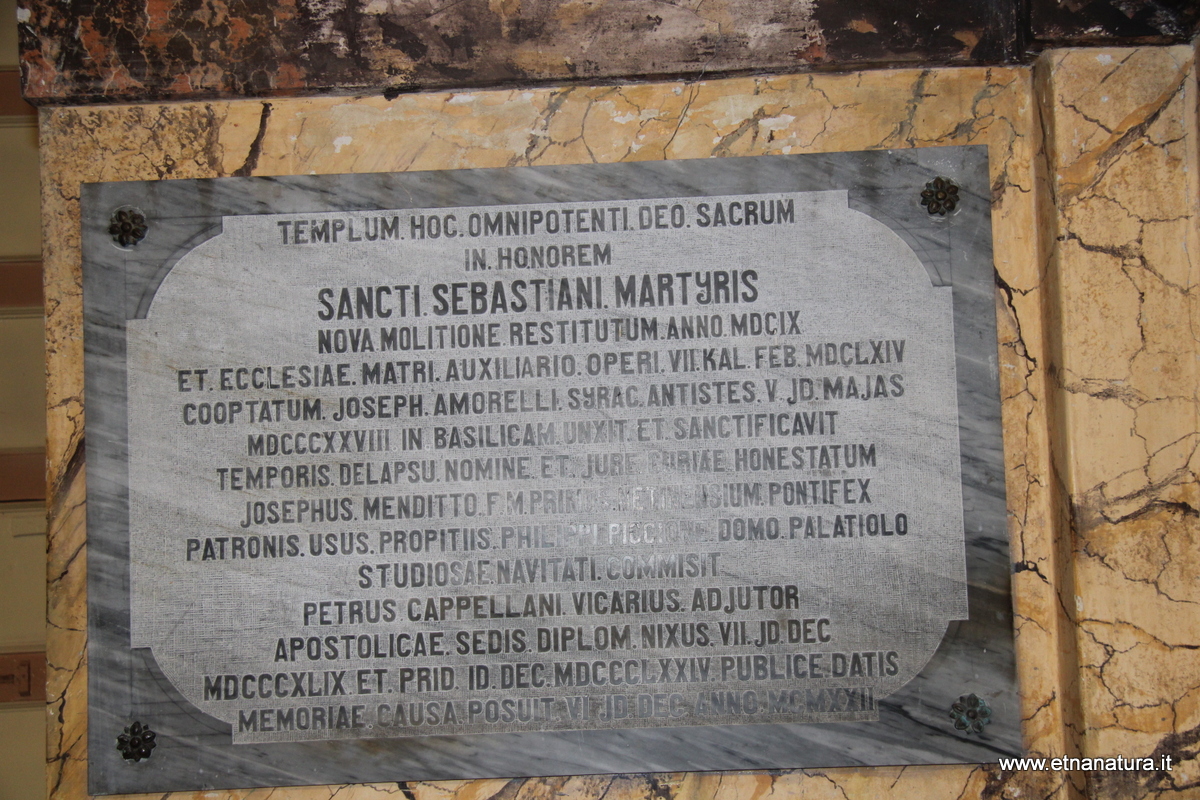 TEMPLUM. HOC. OMNIPOTENTI. DEO. SACRUM
IN. HONOREM
SANCTI. SEBASTIANI. MARTYRIS
NOVA. MOLITIONE. RESTITUTUM. ANNO. MDCIX
ET. ECCLESIAE. MATRI. AUXILIARIO. OPERI. VII. KAL. FEB. MDCLXIV
COOPTATUM. JOSEPH. AMORELLI. SYRAC. ANTISTES. V. JD. MAJAS
MDCCCXXVIII IN BASILICAM. UNXIT. ET. SANCTIFICAVIT
TEMPORIS. DELAPSU. NOMINE. ET. JURE. CURIAE. HONESTATUM
JOSEPHUS. MENDITTO. F. M. PONTIFEX
PATRONIS. USUS. PROPITIIS. PHILIPPI. PICCIONE. DOMO. PALATIOLO
STUDIOSAE. NAVITATI. COMMISIT
PETRUS CAPPELLANI. VICARIUS. ADJUTOR
APOSTOLICAE. SEDIS. DIPLOM. NIXUS. VII. JD. DEC
MDCCCXLIX. ET. PRID. ID. DEC. MDCCCLXXIV. PUBLICE. DATIS
MEMORIAE. CAUSA. POSUIT. VI. JD. DEC. ANNO. MCMXXII
www.etnanatura.it